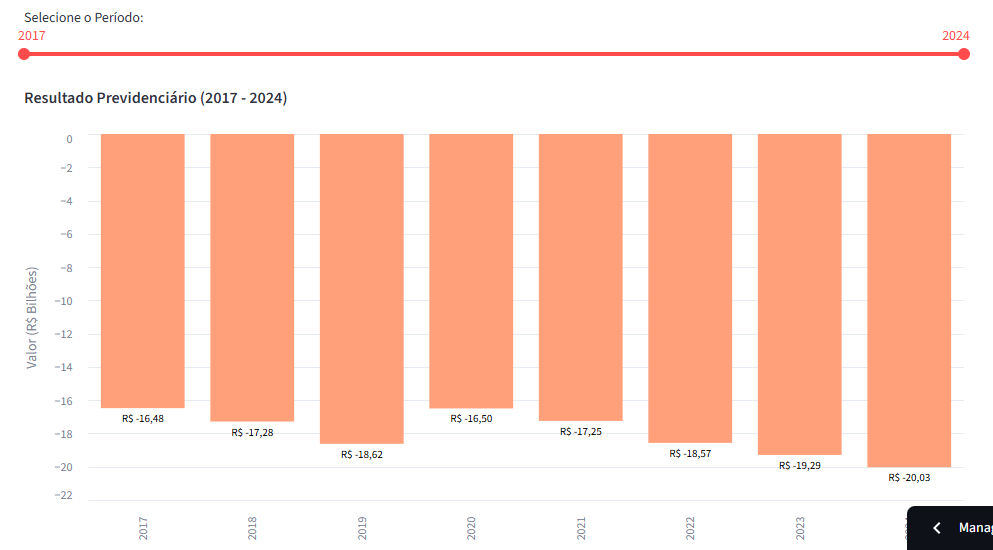 Selecione o Período:
2017 2024
Resultado Previdenciário (2017 - 2024)
Valor (R$ Bilhões)
0
−2
−4
−6
−8
−10
−12
−14
−16
−18
−20
−22
R$ -16,48
R$ -17,28
R$ -18,62
R$ -16,50
R$ -17,25
R$ -18,57
R$ -19,29
R$ -20,03
2017 2018 2019 2020 2021 2022 2023